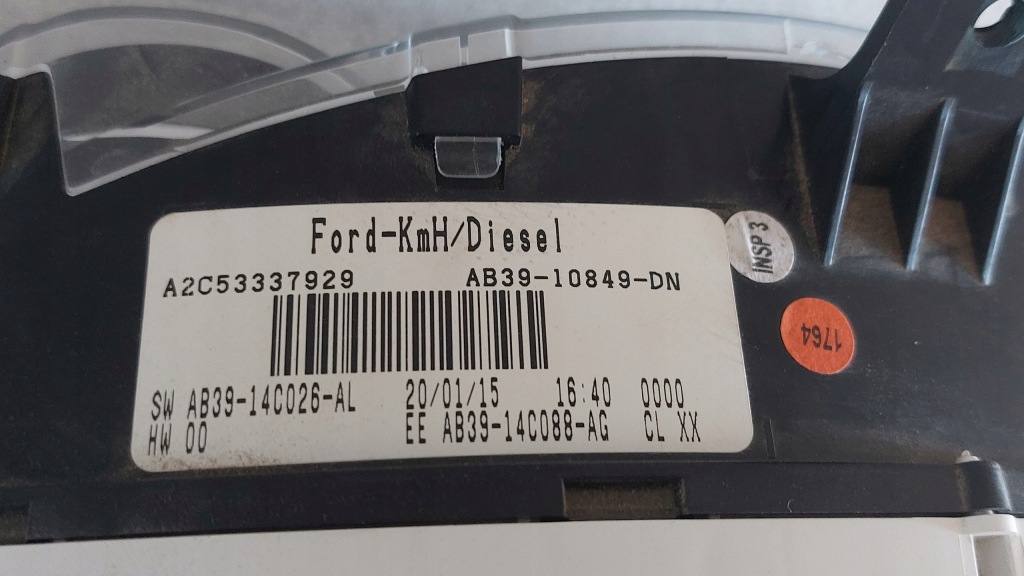 Ford-KmH/Diesel
A2C53337929 AB39-10849-DN
SW AB39-14C026-AL 20/01/15 16:40 0000
HW 00 EE AB39-14C088-AG CL XX
INSP 3
1764